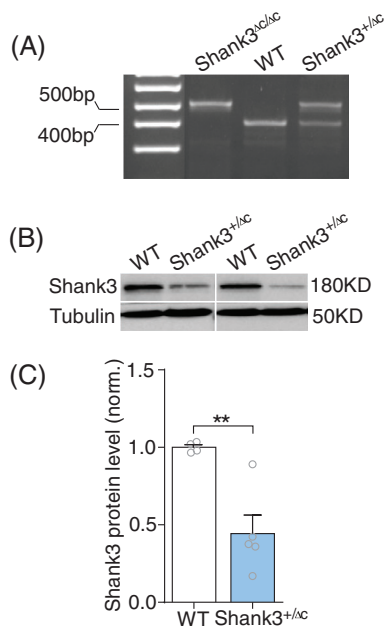 (A)
Shank3ΔC/ΔC WT Shank3+/ΔC
500bp
400bp
(B)
WT Shank3+/ΔC WT Shank3+/ΔC
Shank3 180KD
Tubulin 50KD
(C)
Shank3 protein level (norm.)
1.5
**
1.0
0.5
0.0
WT Shank3+/ΔC